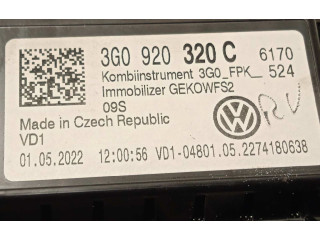 3G0 920 320 C 6170
Kombiinstrument 3G0_FPK_ 524
Immobilizer GEKOWFS2
09S
Made in Czech Republic
VD1
01.05.2022 12:00:56 VD1-04801.05.2274180638
RV